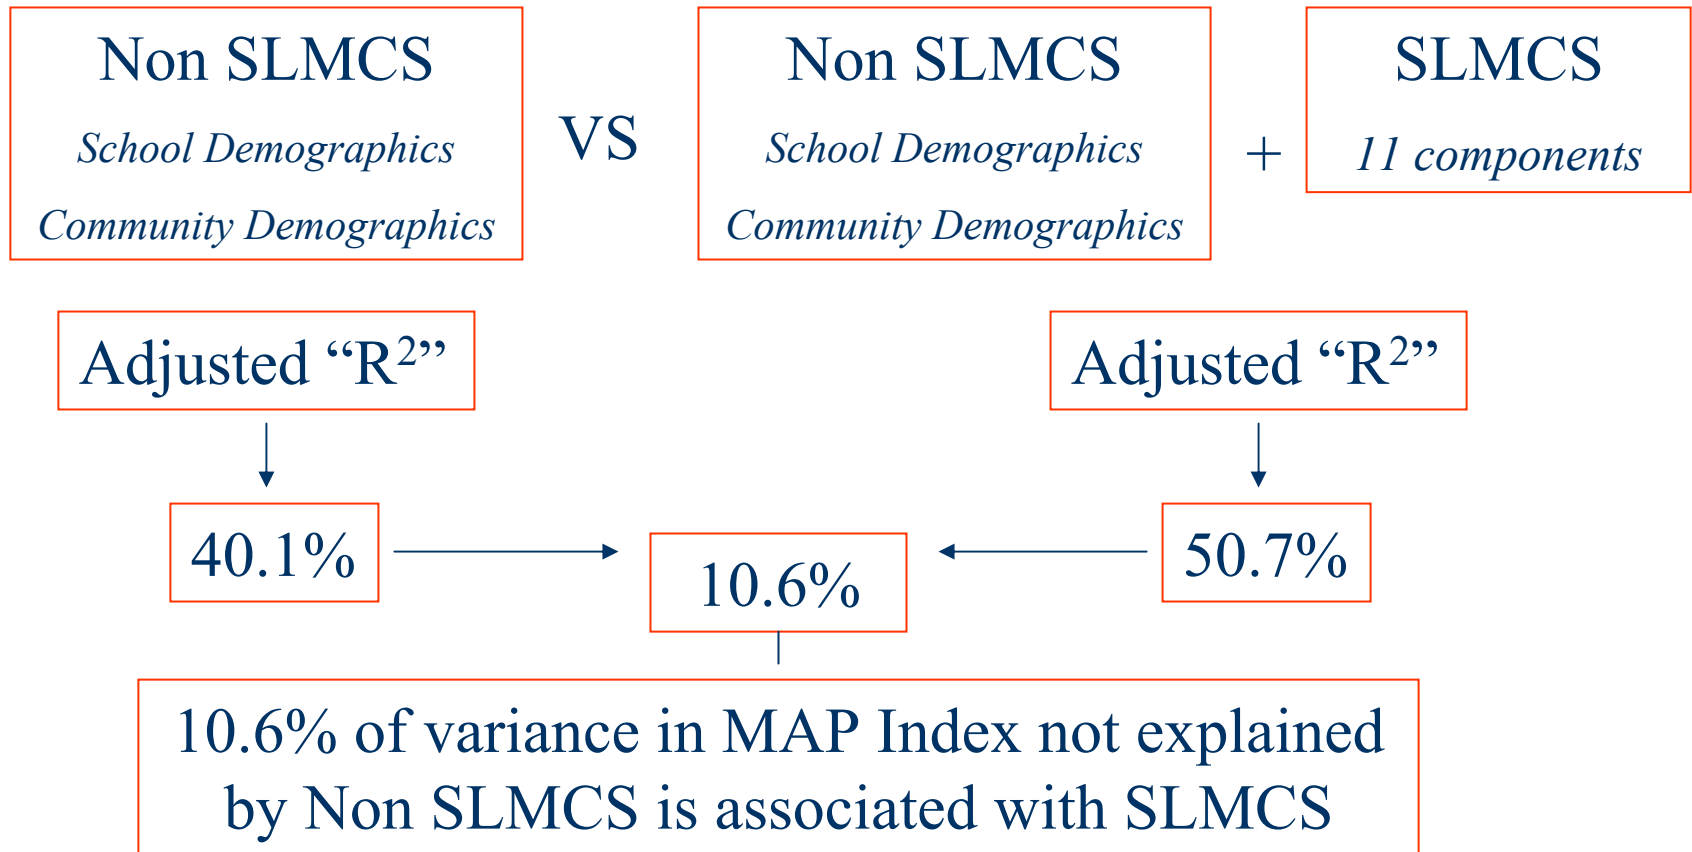 Non SLMCS
School Demographics
Community Demographics
VS
Non SLMCS
School Demographics
Community Demographics
+
SLMCS
11 components
Adjusted “R²”
Adjusted “R²”
40.1%
10.6%
50.7%
10.6% of variance in MAP Index not explained
by Non SLMCS is associated with SLMCS